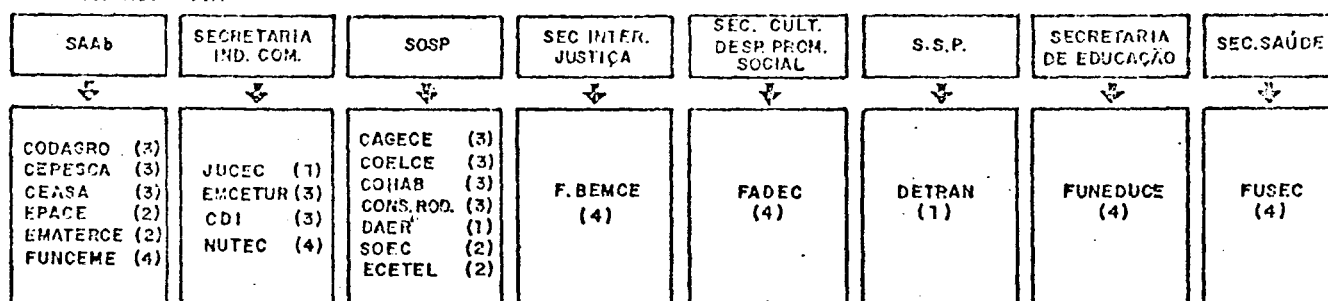 SAAb
SECRETARIA
IND. COM.
SOSP
SEC INTER.
JUSTIÇA
SEC. CULT.
DESP. PROM.
SOCIAL
S.S.P.
SECRETARIA
DE EDUCAÇÃO
SEC. SAÚDE
CODAGRO (3)
CEPESCA (3)
CEASA (3)
EPACE (2)
EMATERCE (2)
FUNCEME (4)
JUCEC (1)
EMCETUR (3)
CDI (3)
NUTEC (4)
CAGECE (3)
COELCE (3)
COHAB (3)
CONS. ROD. (3)
DAER (1)
SOEC (2)
ECETEL (2)
F. BEMCE
(4)
FADEC
(4)
DETRAN
(1)
FUNEDUCE
(4)
FUSEC
(4)